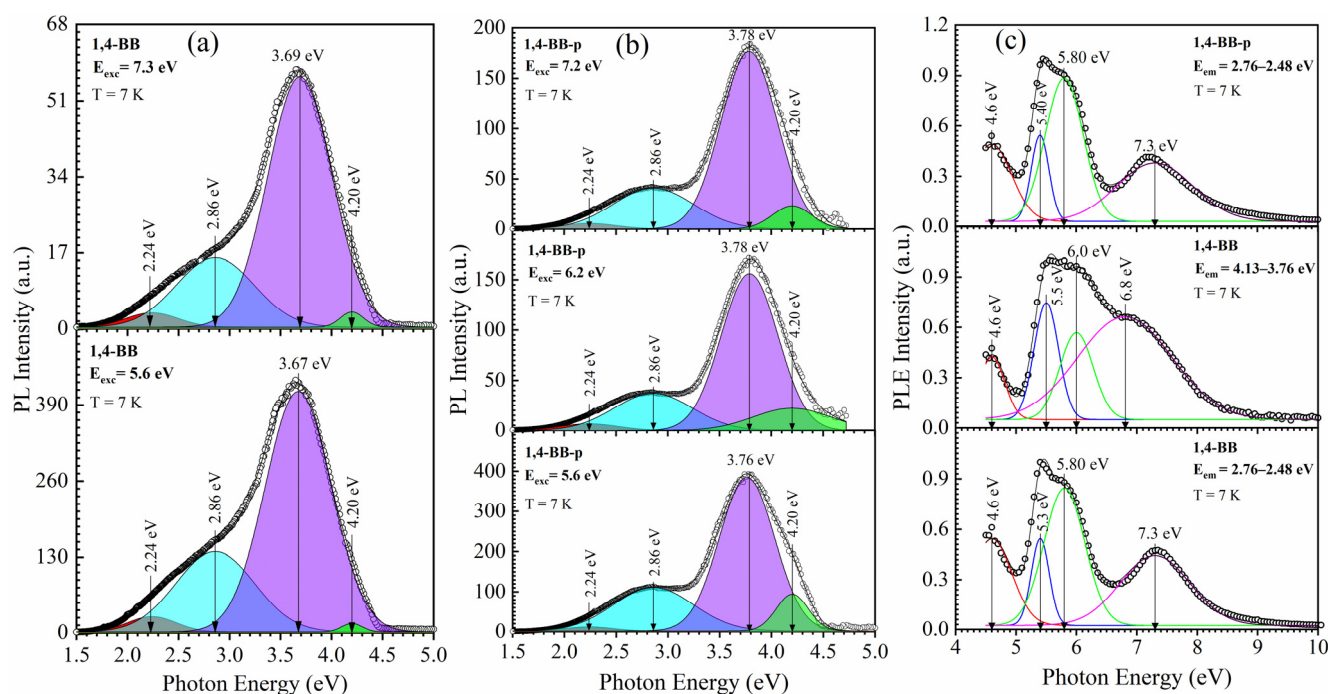 (a)
1,4-BB
E_exc= 7.3 eV
T = 7 K
2.24 eV
2.86 eV
3.69 eV
4.20 eV
68
51
34
17
0
1,4-BB
E_exc= 5.6 eV
T = 7 K
2.24 eV
2.86 eV
3.67 eV
4.20 eV
390
260
130
0
PL Intensity (a.u.)
1.5 2.0 2.5 3.0 3.5 4.0 4.5 5.0
Photon Energy (eV)
(b)
1,4-BB-p
E_exc= 7.2 eV
T = 7 K
2.24 eV
2.86 eV
3.78 eV
4.20 eV
200
150
100
50
0
1,4-BB-p
E_exc= 6.2 eV
T = 7 K
2.24 eV
2.86 eV
3.78 eV
4.20 eV
150
100
50
0
1,4-BB-p
E_exc= 5.6 eV
T = 7 K
2.24 eV
2.86 eV
3.76 eV
4.20 eV
400
300
200
100
0
PL Intensity (a.u.)
1.5 2.0 2.5 3.0 3.5 4.0 4.5 5.0
Photon Energy (eV)
(c)
1,4-BB-p
E_em = 2.76–2.48 eV
T = 7 K
4.6 eV
5.40 eV
5.80 eV
7.3 eV
1.2
0.9
0.6
0.3
0.0
1,4-BB
E_em = 4.13–3.76 eV
T = 7 K
4.6 eV
5.5 eV
6.0 eV
6.8 eV
0.9
0.6
0.3
0.0
1,4-BB
E_em = 2.76–2.48 eV
T = 7 K
4.6 eV
5.3 eV
5.80 eV
7.3 eV
0.9
0.6
0.3
0.0
PLE Intensity (a.u.)
4 5 6 7 8 9 10
Photon Energy (eV)